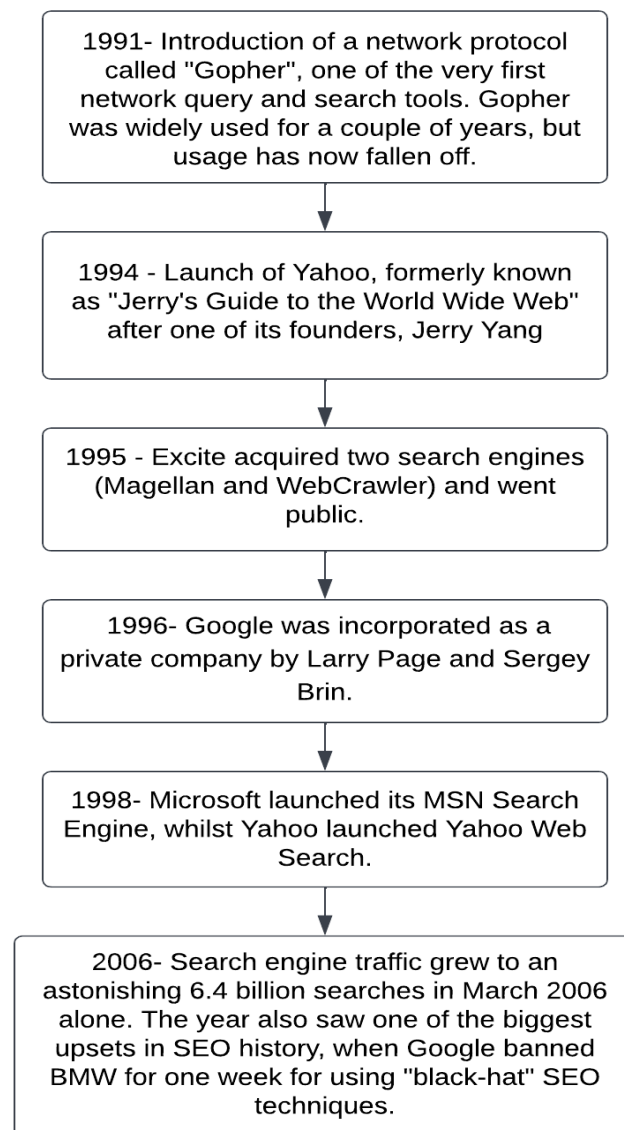 1991- Introduction of a network protocol
called "Gopher", one of the very first
network query and search tools. Gopher
was widely used for a couple of years, but
usage has now fallen off.
1994 - Launch of Yahoo, formerly known
as "Jerry's Guide to the World Wide Web"
after one of its founders, Jerry Yang
1995 - Excite acquired two search engines
(Magellan and WebCrawler) and went
public.
1996- Google was incorporated as a
private company by Larry Page and Sergey
Brin.
1998- Microsoft launched its MSN Search
Engine, whilst Yahoo launched Yahoo Web
Search.
2006- Search engine traffic grew to an
astonishing 6.4 billion searches in March 2006
alone. The year also saw one of the biggest
upsets in SEO history, when Google banned
BMW for one week for using "black-hat" SEO
techniques.